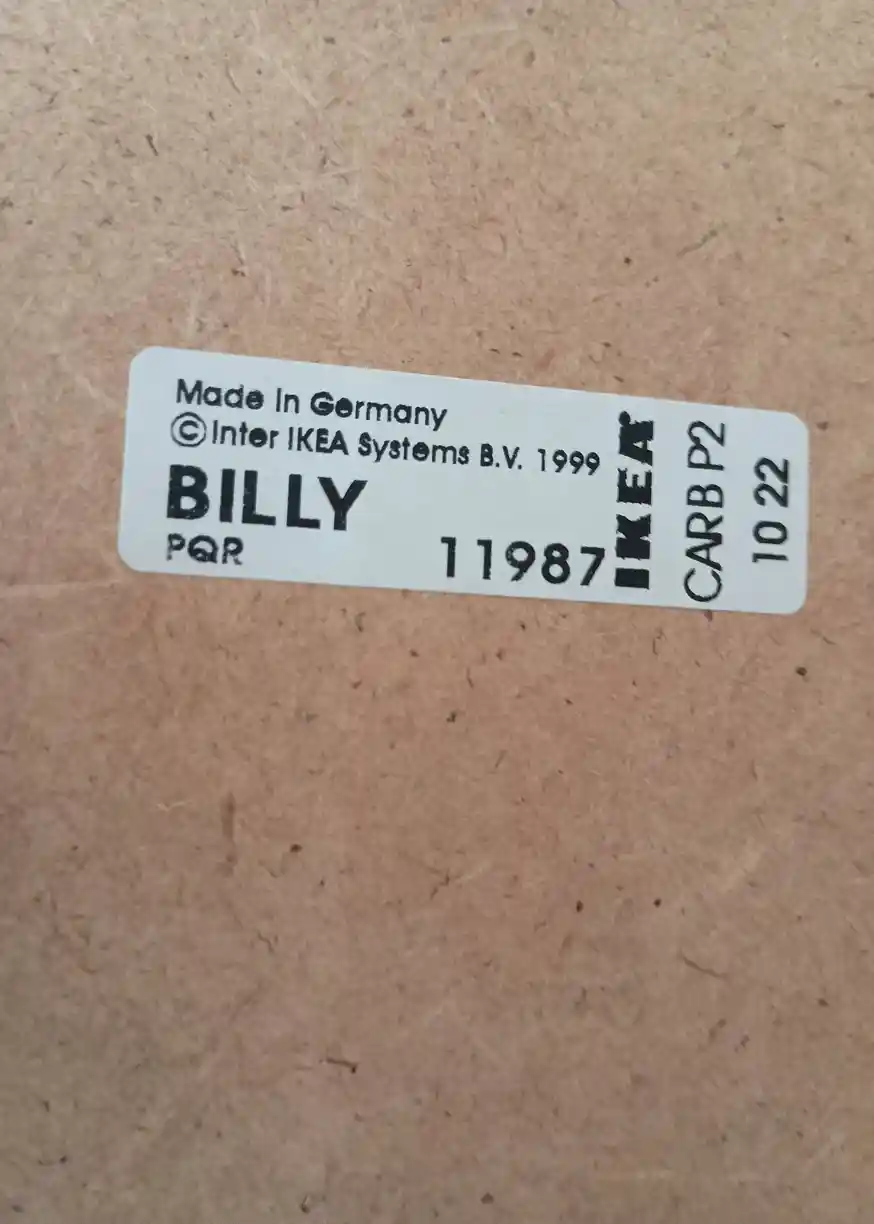 Made in Germany
©Inter IKEA Systems B.V. 1999
BILLY
PQR
11987
IKEA
CARB P2
10 22